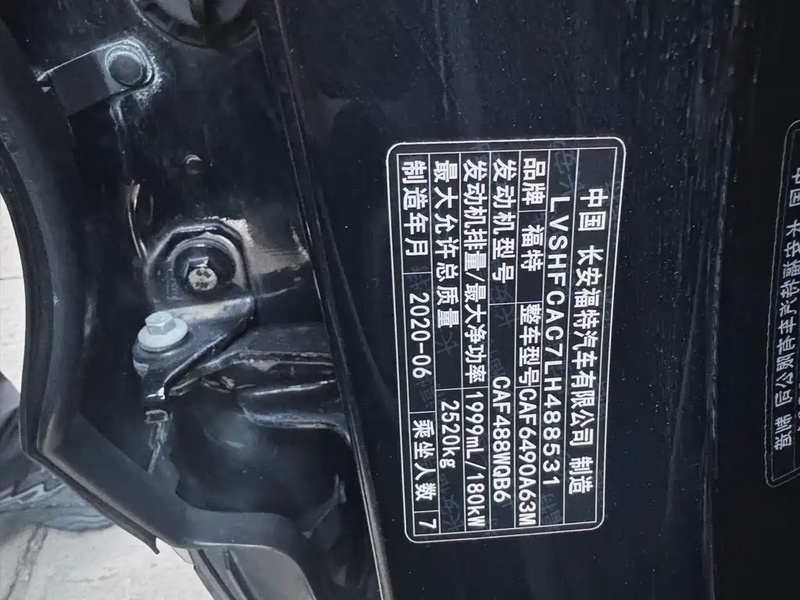 中国 长安福特汽车有限公司 制造
LVSHFCAC7LH488531
品牌 福特 整车型号 CAF6490A63M
发动机型号 CAF488WQB6
发动机排量/最大净功率 1999mL/180kW
最大允许总质量 2520kg
制造年月 2020-06 乘坐人数 7